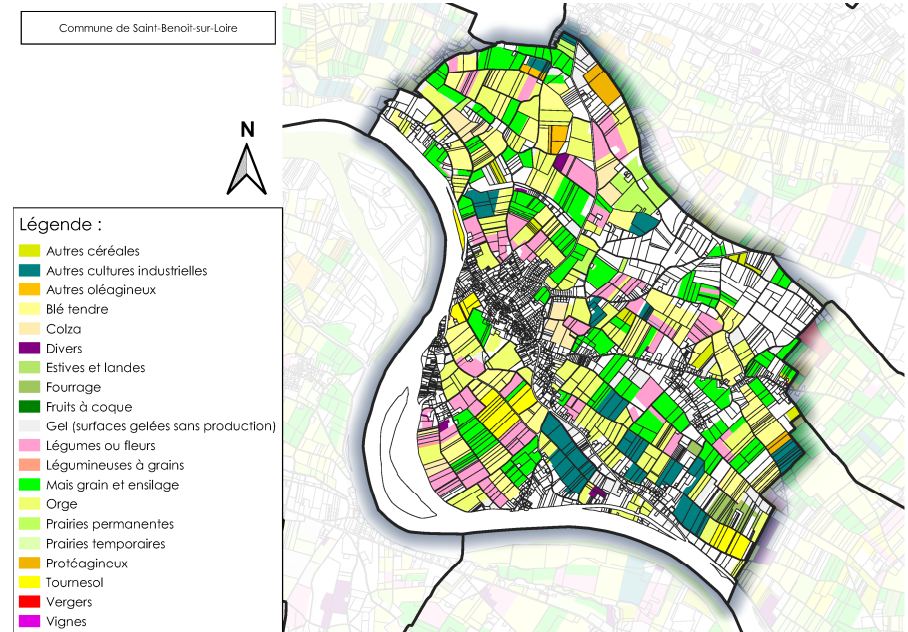 Commune de Saint-Benoit-sur-Loire
N
Légende :
Autres céréales
Autres cultures industrielles
Autres oléagineux
Blé tendre
Colza
Divers
Estives et landes
Fourrage
Fruits à coque
Gel (surfaces gelées sans production)
Légumes ou fleurs
Légumineuses à grains
Mais grain et ensilage
Orge
Prairies permanentes
Prairies temporaires
Protéagineux
Tournesol
Vergers
Vignes